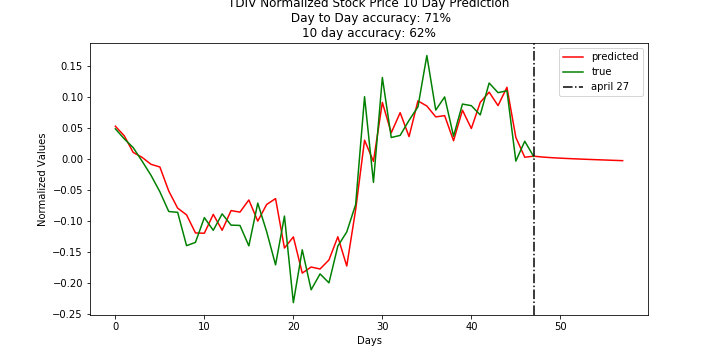 TDIV Normalized Stock Price 10 Day Prediction
Day to Day accuracy: 71%
10 day accuracy: 62%
predicted
true
april 27
0.15
0.10
0.05
0.00
−0.05
−0.10
−0.15
−0.20
−0.25
Normalized Values
0
10
20
30
40
50
Days